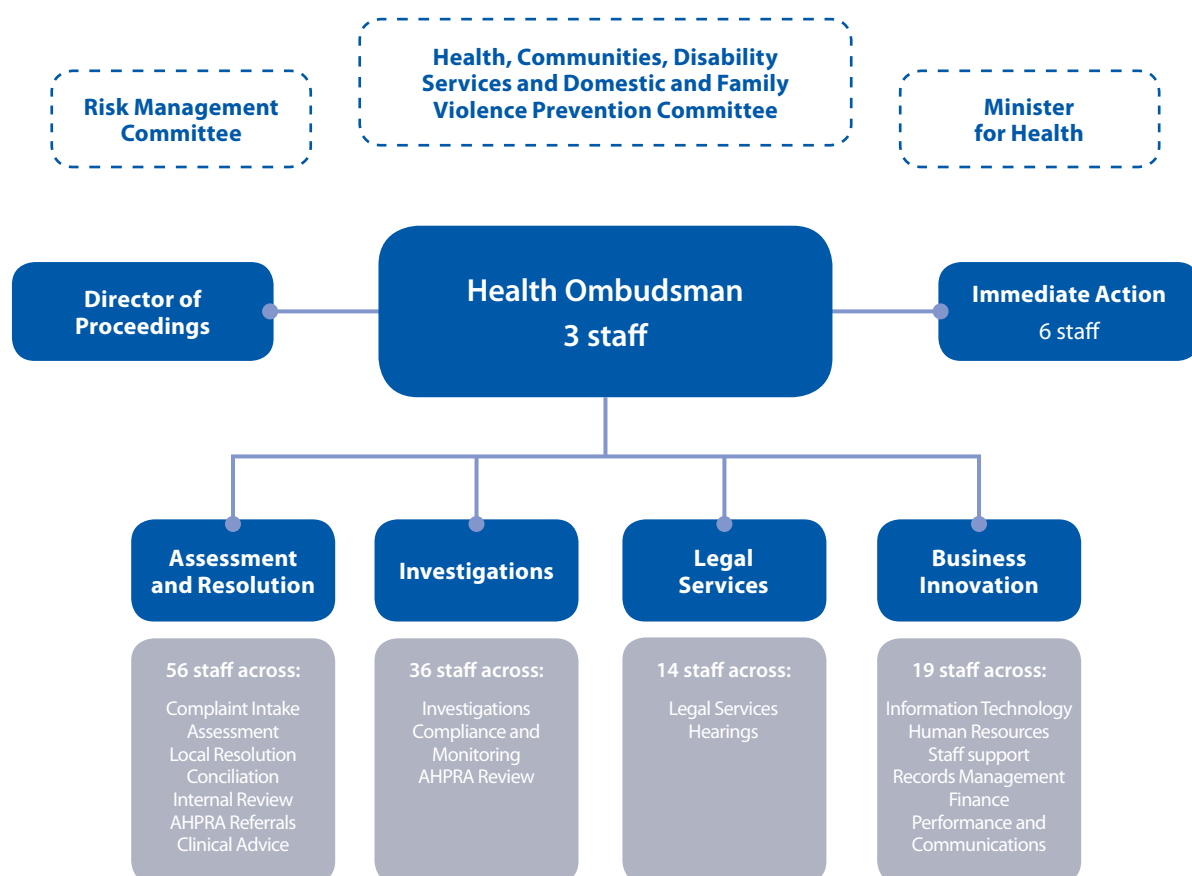 Health, Communities, Disability
Services and Domestic and Family
Violence Prevention Committee
Risk Management
Committee
Minister
for Health
Director of
Proceedings
Health Ombudsman
3 staff
Immediate Action
6 staff
Assessment
and Resolution
Investigations
Legal
Services
Business
Innovation
56 staff across:
Complaint Intake
Assessment
Local Resolution
Conciliation
Internal Review
AHPRA Referrals
Clinical Advice
36 staff across:
Investigations
Compliance and
Monitoring
AHPRA Review
14 staff across:
Legal Services
Hearings
19 staff across:
Information Technology
Human Resources
Staff support
Records Management
Finance
Performance and
Communications